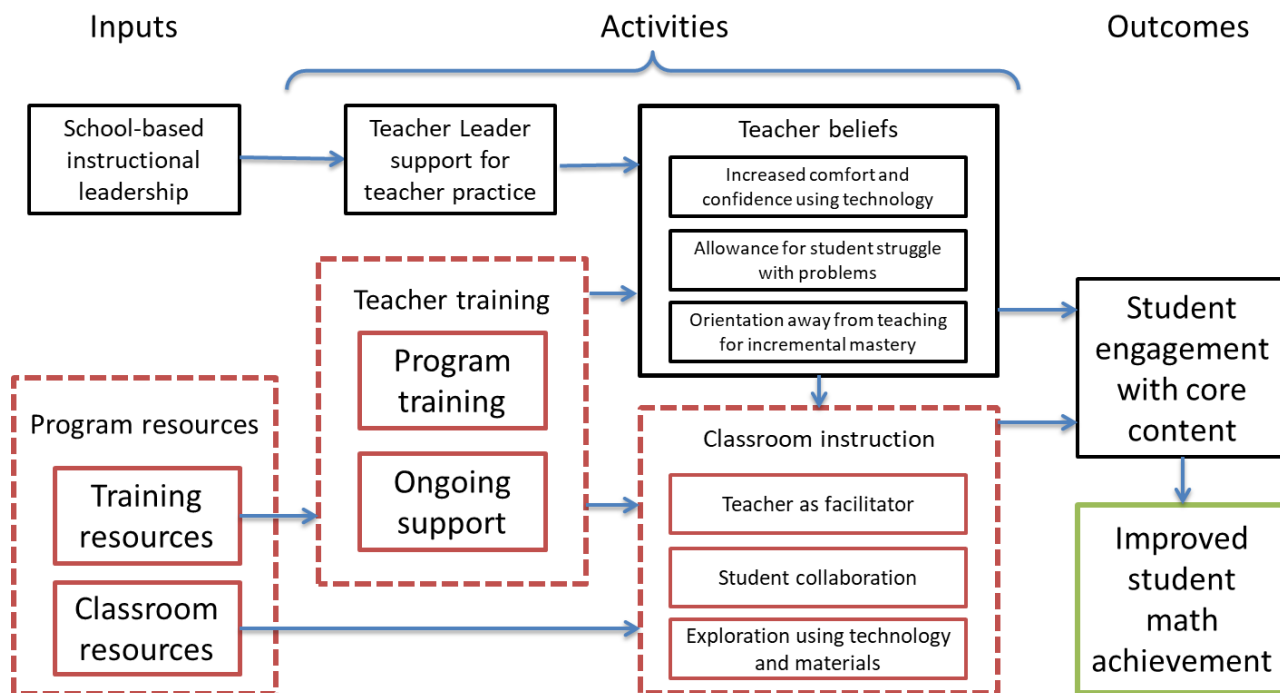 Inputs
Activities
Outcomes
School-based
instructional
leadership
Teacher Leader
support for
teacher practice
Teacher beliefs
Increased comfort and
confidence using technology
Allowance for student struggle
with problems
Orientation away from teaching
for incremental mastery
Teacher training
Program
training
Ongoing
support
Program resources
Training
resources
Classroom
resources
Classroom instruction
Teacher as facilitator
Student collaboration
Exploration using technology
and materials
Student
engagement
with core
content
Improved
student
math
achievement